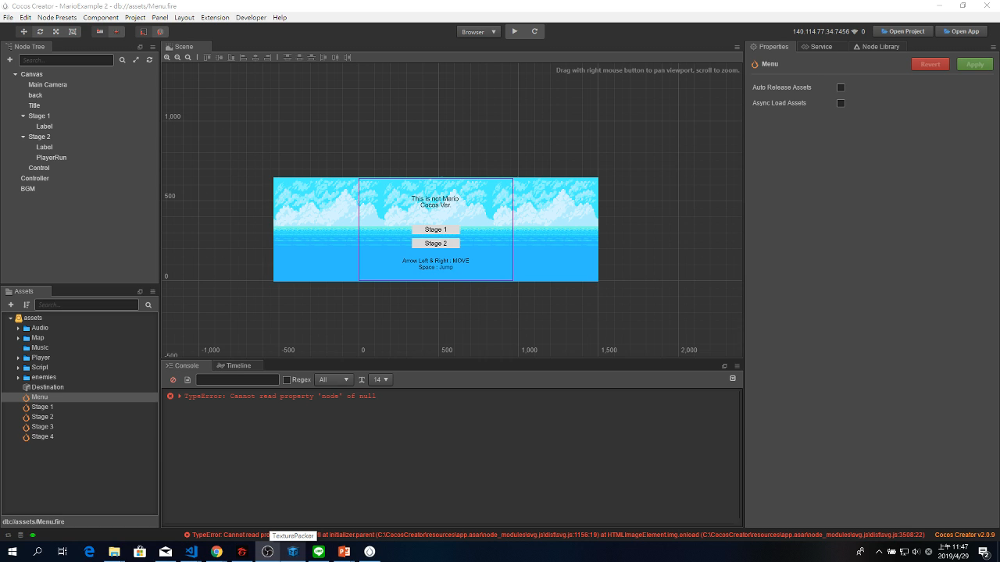 Cocos Creator - MarioExample 2 - db://assets/Menu.fire
File Edit Node Component Project Panel Layout Extension Developer Help
Browser
140.114.77.34:7456 0 Open Project Open App
Node Tree
Search...
Canvas
Main Camera
back
Title
Stage 1
Label
Stage 2
Label
PlayerRun
Control
Controller
BGM
Assets
Search...
assets
Audio
Map
Music
Player
Script
enemies
Destination
Menu
Stage 1
Stage 2
Stage 3
Stage 4
db://assets/Menu.fire
Scene
Drag with right mouse button to pan viewport, scroll to zoom.
1,000
500
0
-500
-1,000 -500 0 500 1,000 1,500 2,000
This is not Mario
Cocos Ver.
Stage 1
Stage 2
Arrow Left & Right : MOVE
Space : Jump
Console Timeline
Regex All 14
TypeError: Cannot read property 'node' of null
Properties Service Node Library
Menu Revert Apply
Auto Release Assets
Async Load Assets
TypeError: Cannot read pro ll at initializer.parent (C:\CocosCreator\resources\app.asar\node_modules\svg.js\dist\svg.js:1156:19) at HTMLImageElement.img.onload (C:\CocosCreator\resources\app.asar\node_modules\svg.js\dist\svg.js:3508:22)
Cocos Creator v2.0.9
TexturePacker
上午 11:47
2019/4/29